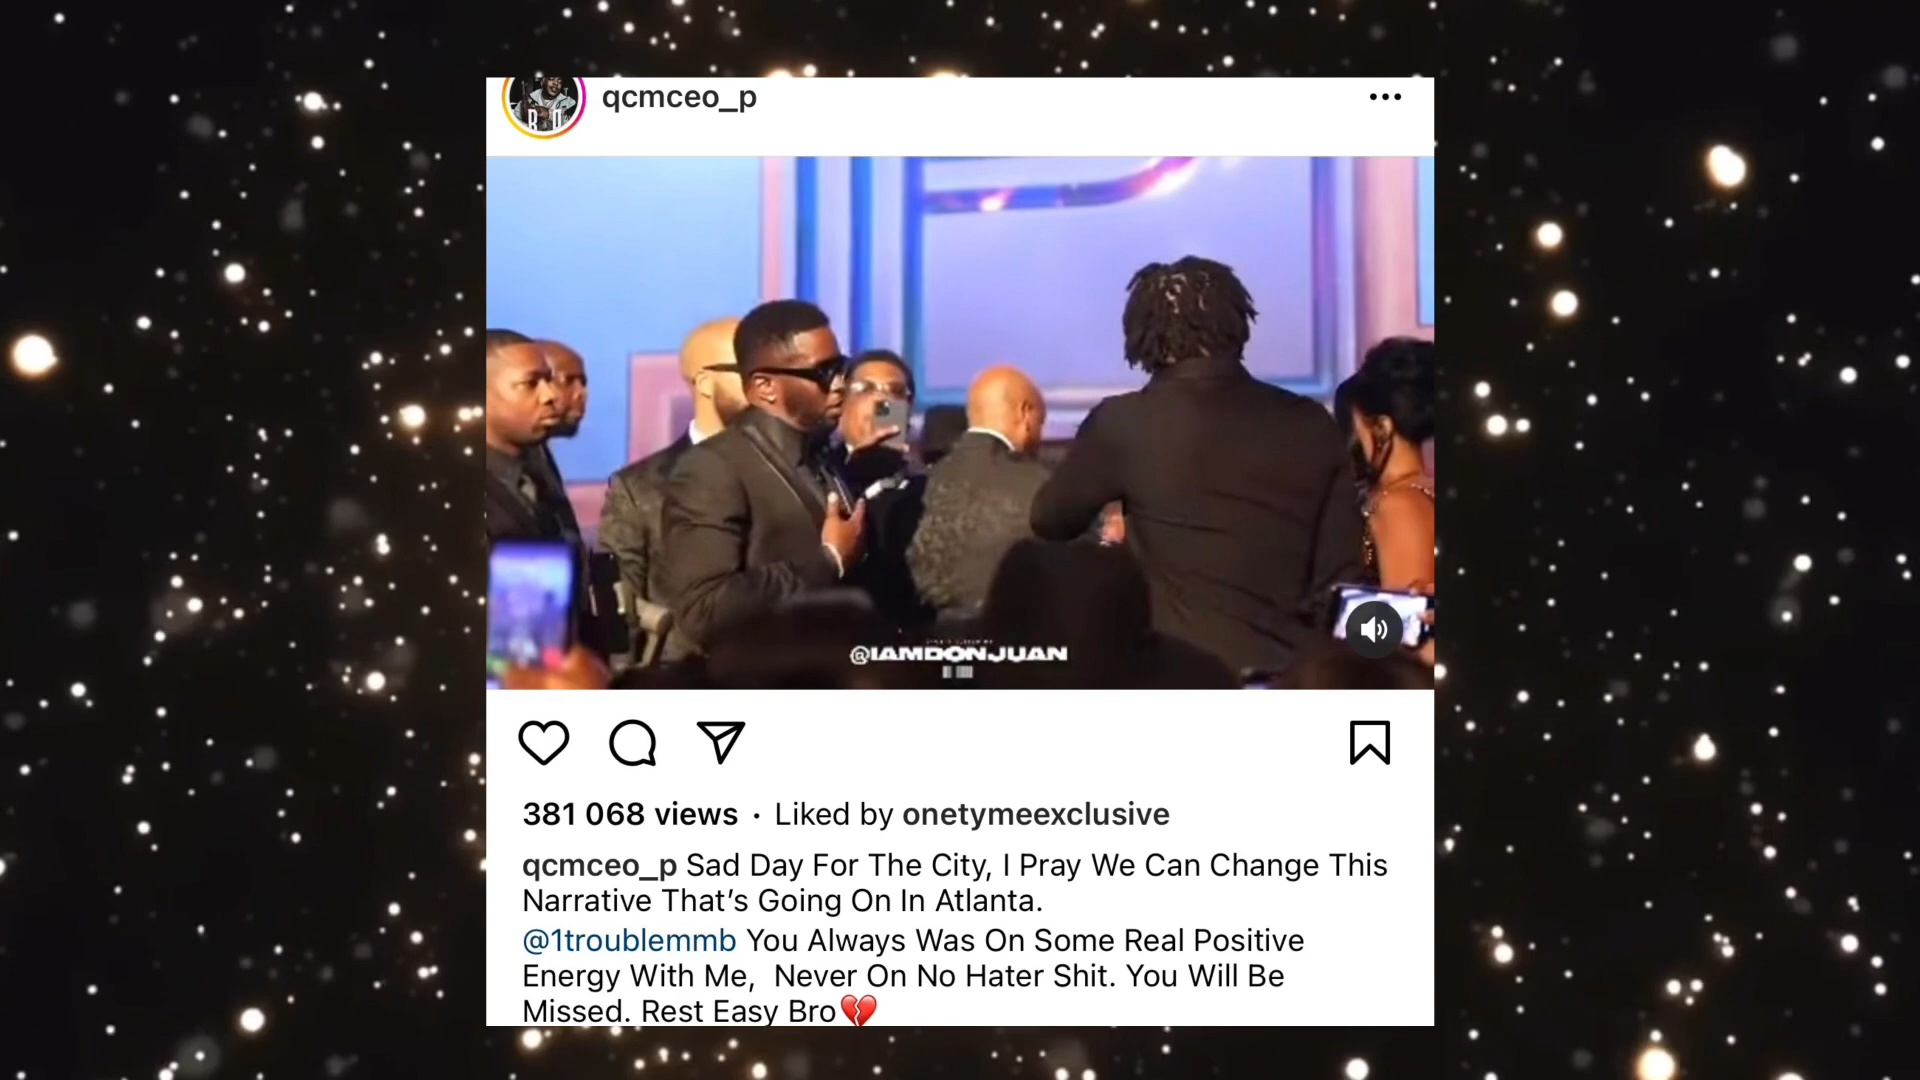 qcmceo_p
@IAMDONJUAN
381 068 views · Liked by onetymeexclusive
qcmceo_p Sad Day For The City, I Pray We Can Change This
Narrative That’s Going On In Atlanta.
@1troublemmb You Always Was On Some Real Positive
Energy With Me, Never On No Hater Shit. You Will Be
Missed. Rest Easy Bro💔